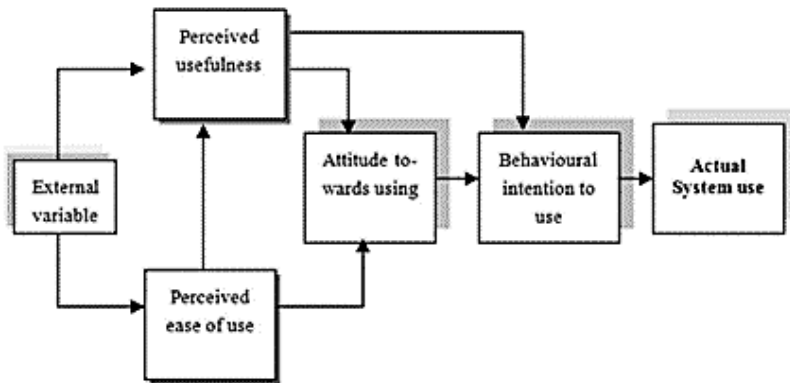 Perceived
usefulness
External
variable
Perceived
ease of use
Attitude to-
wards using
Behavioural
intention to
use
Actual
System use